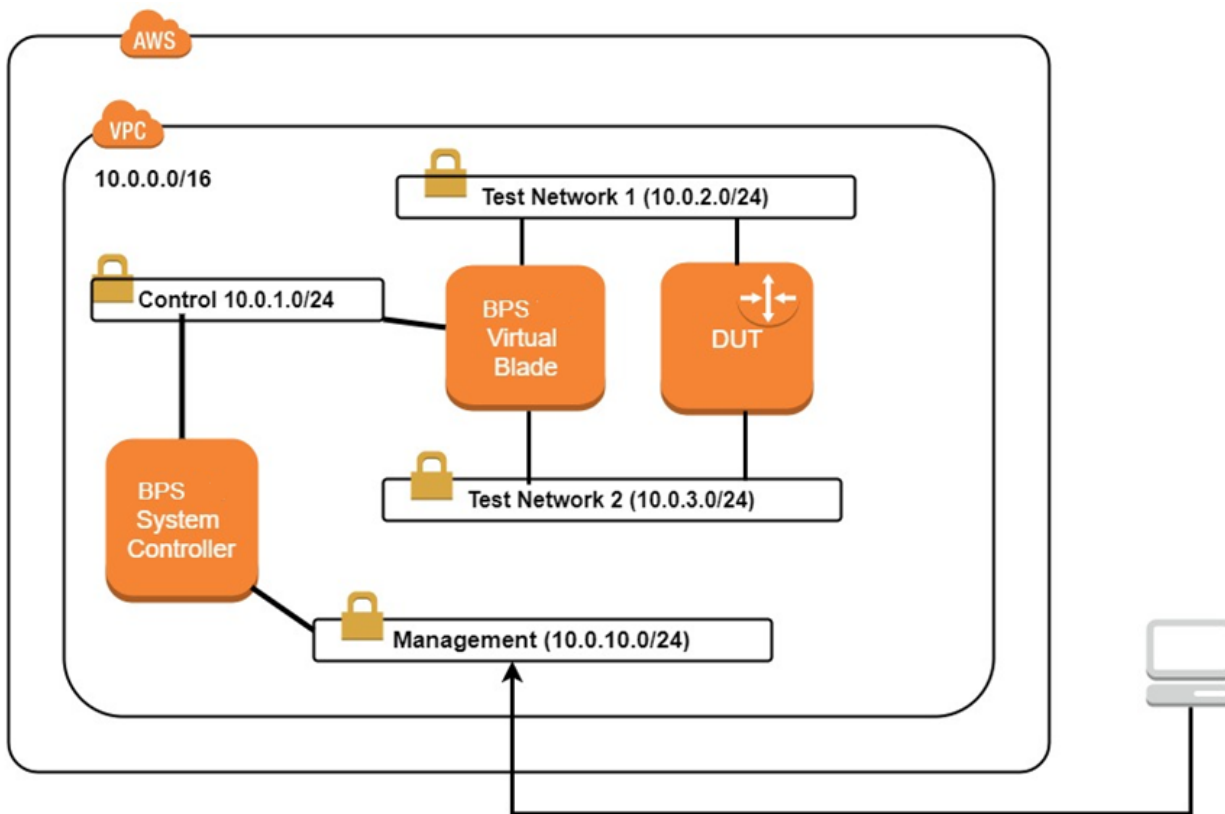 AWS
VPC
10.0.0.0/16
Test Network 1 (10.0.2.0/24)
Control 10.0.1.0/24
BPS
Virtual
Blade
DUT
BPS
System
Controller
Test Network 2 (10.0.3.0/24)
Management (10.0.10.0/24)